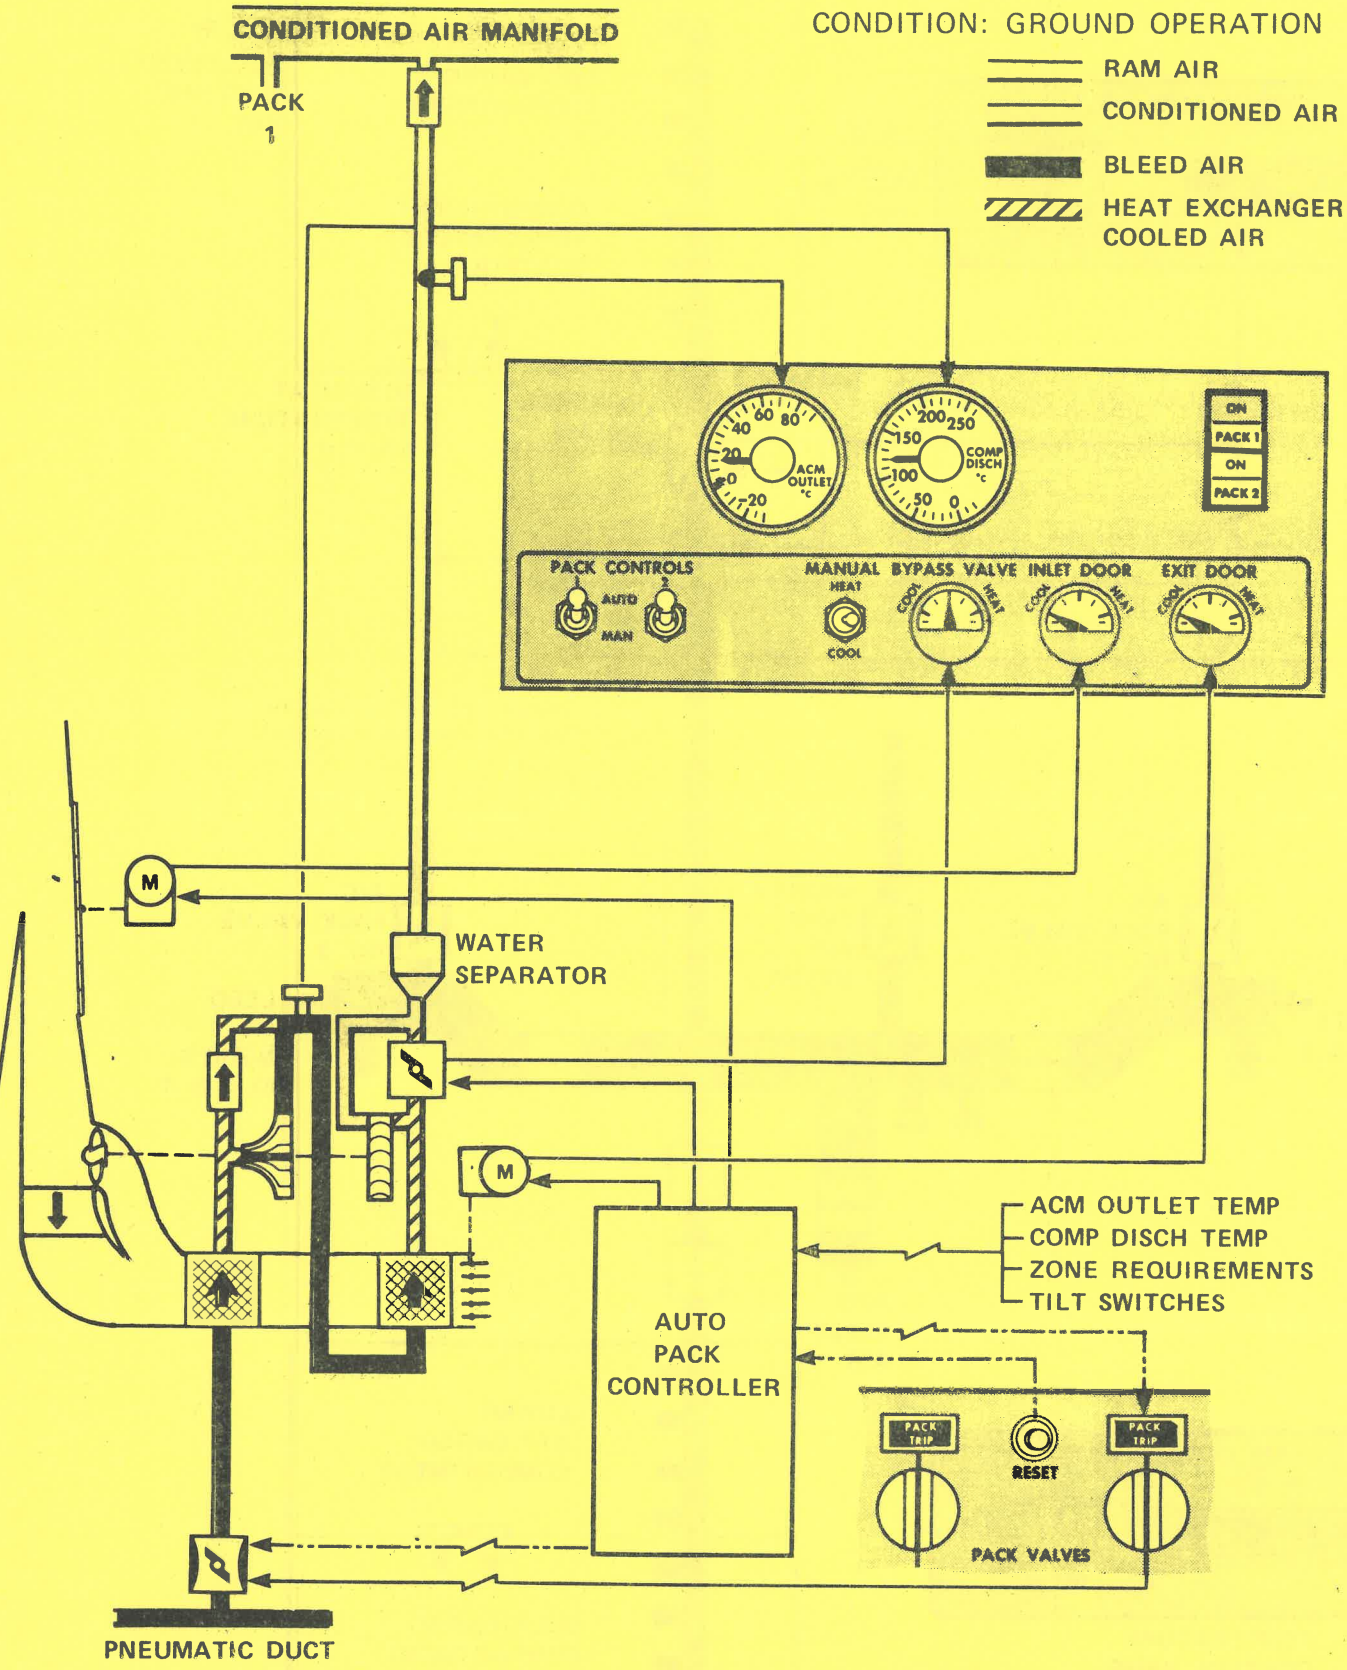 CONDITIONED AIR MANIFOLD
PACK
1
CONDITION: GROUND OPERATION
RAM AIR
CONDITIONED AIR
BLEED AIR
HEAT EXCHANGER
COOLED AIR
-20
0
20
40
60
80
ACM
OUTLET
°C
0
50
100
150
200
250
COMP
DISCH
°C
ON
PACK 1
ON
PACK 2
PACK CONTROLS
1
2
AUTO
MAN
MANUAL
HEAT
COOL
BYPASS VALVE
COOL
HEAT
INLET DOOR
COOL
HEAT
EXIT DOOR
COOL
HEAT
M
WATER
SEPARATOR
M
AUTO
PACK
CONTROLLER
ACM OUTLET TEMP
COMP DISCH TEMP
ZONE REQUIREMENTS
TILT SWITCHES
PACK
TRIP
RESET
PACK
TRIP
PACK VALVES
PNEUMATIC DUCT